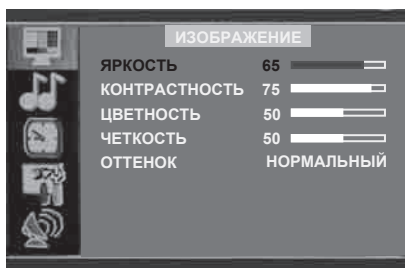 ИЗОБРАЖЕНИЕ
ЯРКОСТЬ 65
КОНТРАСТНОСТЬ 75
ЦВЕТНОСТЬ 50
ЧЕТКОСТЬ 50
ОТТЕНОК НОРМАЛЬНЫЙ